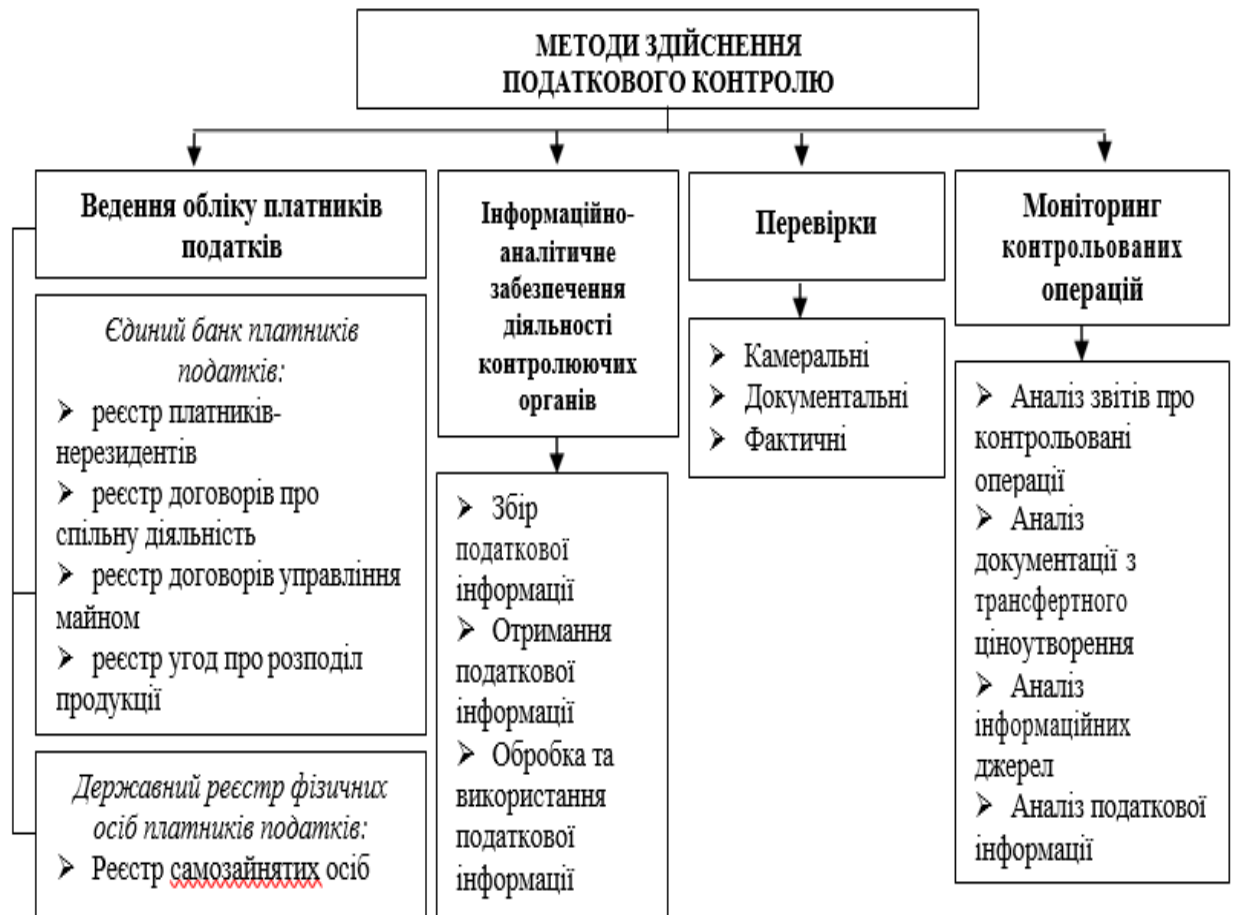 МЕТОДИ ЗДІЙСНЕННЯ
ПОДАТКОВОГО КОНТРОЛЮ
Ведення обліку платників
податків
Єдиний банк платників
податків:
➢ реєстр платників-
нерезидентів
➢ реєстр договорів про
спільну діяльність
➢ реєстр договорів управління
майном
➢ реєстр угод про розподіл
продукції
Державний реєстр фізичних
осіб платників податків:
➢ Реєстр самозайнятих осіб
Інформаційно-
аналітичне
забезпечення
діяльності
контролюючих
органів
➢ Збір
податкової
інформації
➢ Отримання
податкової
інформації
➢ Обробка та
використання
податкової
інформації
Перевірки
➢ Камеральні
➢ Документальні
➢ Фактичні
Моніторинг
контрольованих
операцій
➢ Аналіз звітів про
контрольовані
операції
➢ Аналіз
документації з
трансфертного
ціноутворення
➢ Аналіз
інформаційних
джерел
➢ Аналіз податкової
інформації